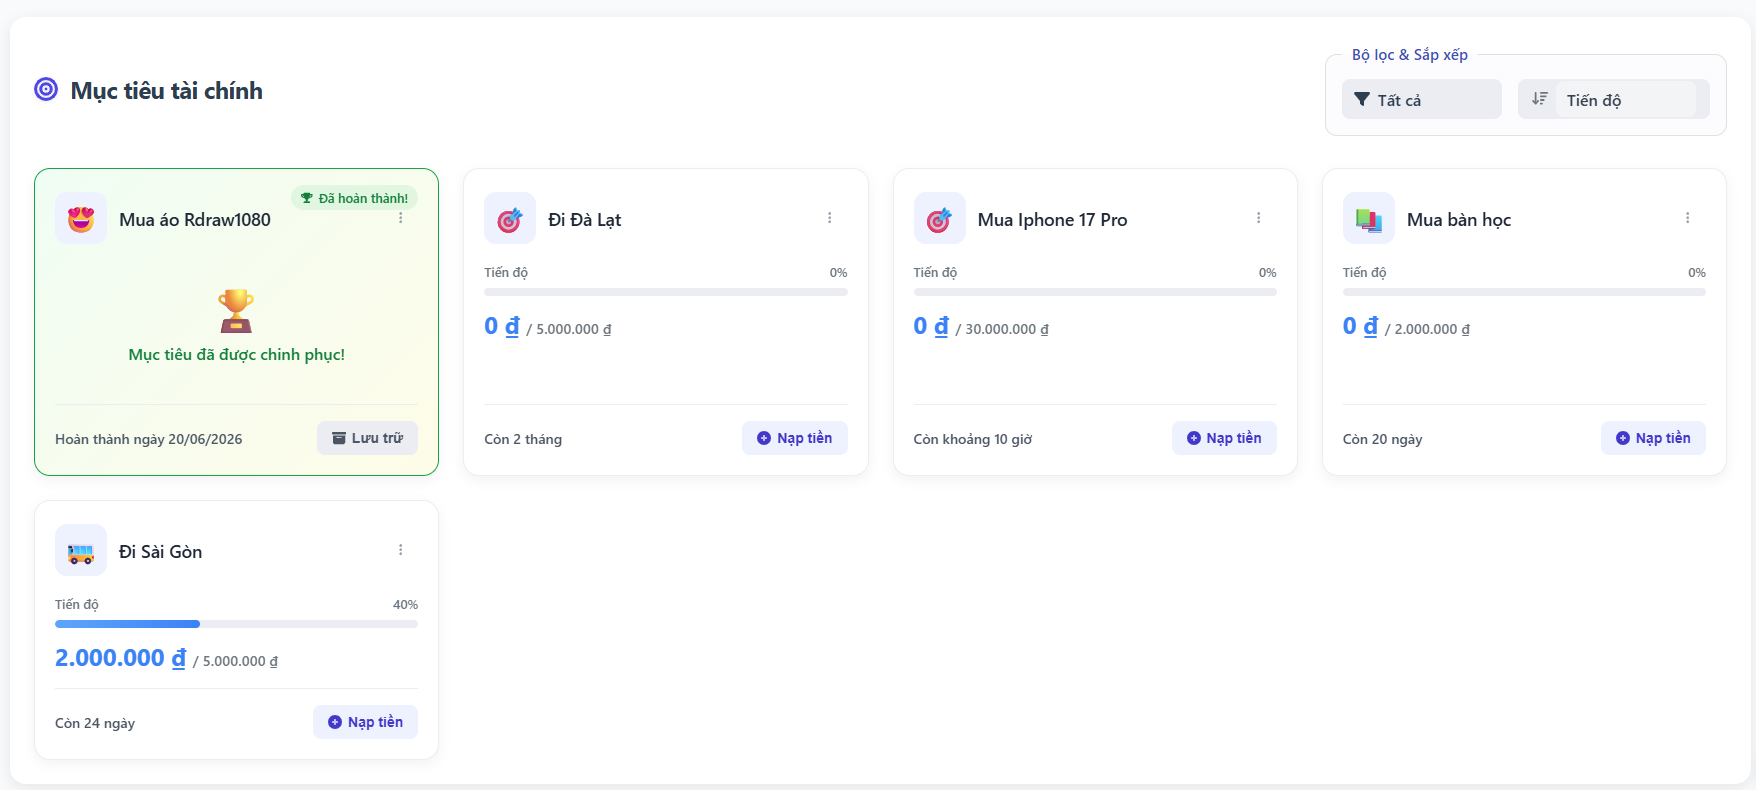 Mục tiêu tài chính
Bộ lọc & Sắp xếp
Tất cả
Tiến độ
Đã hoàn thành!
Mua áo Rdraw1080
Mục tiêu đã được chinh phục!
Hoàn thành ngày 20/06/2026
Lưu trữ
Đi Đà Lạt
Tiến độ 0%
0 ₫ / 5.000.000 ₫
Còn 2 tháng
Nạp tiền
Mua Iphone 17 Pro
Tiến độ 0%
0 ₫ / 30.000.000 ₫
Còn khoảng 10 giờ
Nạp tiền
Mua bàn học
Tiến độ 0%
0 ₫ / 2.000.000 ₫
Còn 20 ngày
Nạp tiền
Đi Sài Gòn
Tiến độ 40%
2.000.000 ₫ / 5.000.000 ₫
Còn 24 ngày
Nạp tiền